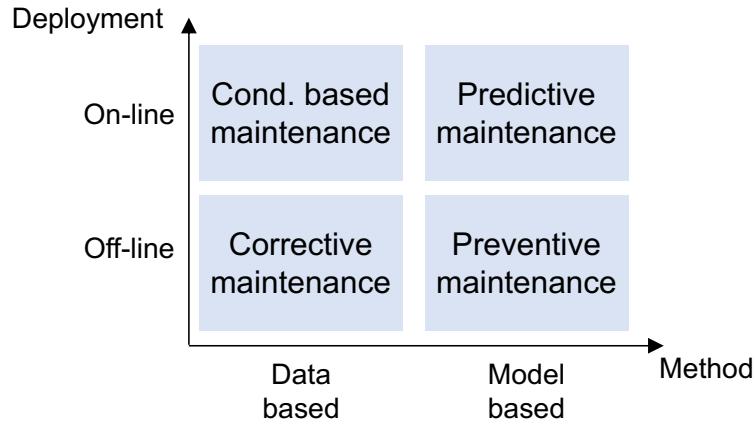 Deployment
On-line
Cond. based
maintenance
Predictive
maintenance
Off-line
Corrective
maintenance
Preventive
maintenance
Method
Data
based
Model
based